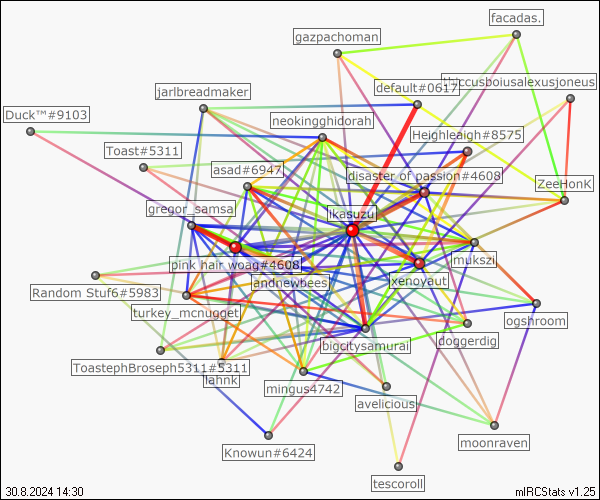 facadas.
gazpachoman
default#0617
jarlbreadmaker
Duck™#9103
neokingghidorah
Heighleigh#8575
Toast#5311
asad#6947
disaster of passion#4608
ZeeHonK
gregor_samsa
Ikasuzu
mukszi
pink hair woag#4608
andnewbees
xenoyaut
Random Stuf6#5983
turkey_mcnugget
ogshroom
bigcitysamurai
doggerdig
ToastephBroseph5311#5311
lahnk
mingus4742
avelicious
moonraven
Knowun#6424
tescoroll
30.8.2024 14:30
mIRCStats v1.25